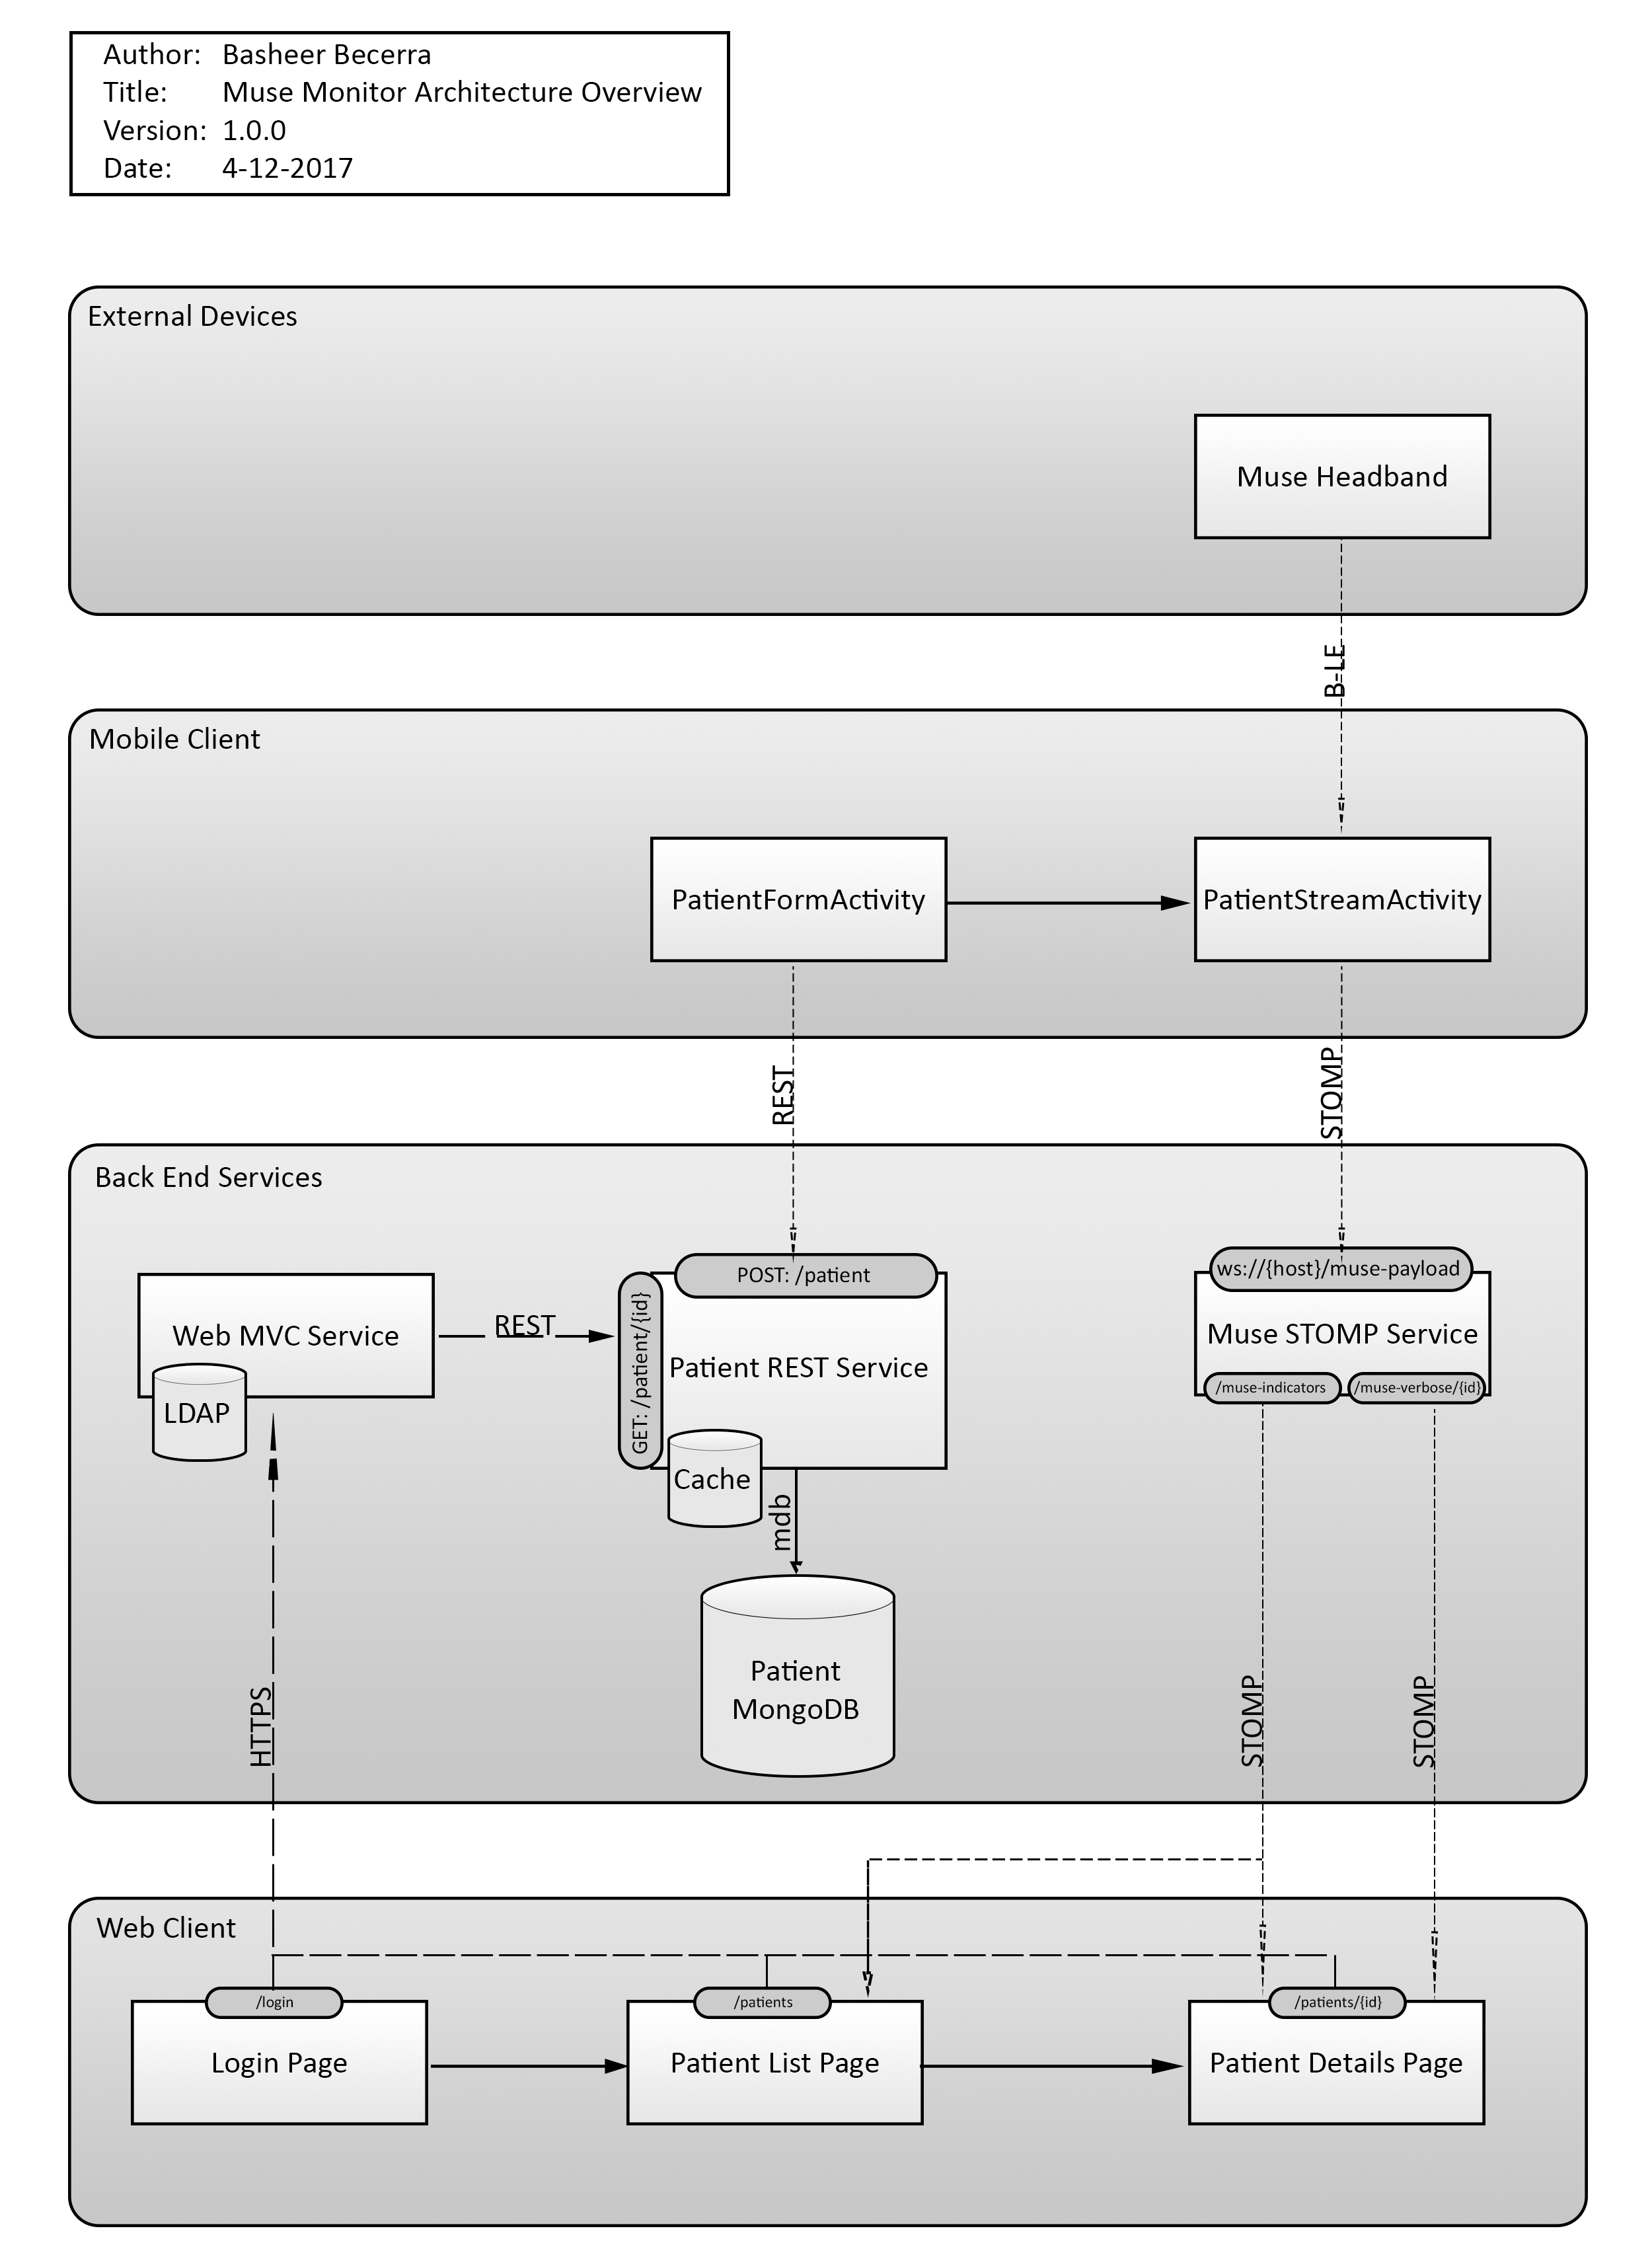 Author: Basheer Becerra
Title: Muse Monitor Architecture Overview
Version: 1.0.0
Date: 4-12-2017
External Devices
Muse Headband
B-LE
Mobile Client
PatientFormActivity
PatientStreamActivity
REST
STOMP
Back End Services
Web MVC Service
LDAP
REST
POST: /patient
GET: /patient/{id}
Patient REST Service
Cache
mdb
Patient
MongoDB
ws://{host}/muse-payload
Muse STOMP Service
/muse-indicators
/muse-verbose/{id}
HTTPS
STOMP
STOMP
Web Client
/login
Login Page
/patients
Patient List Page
/patients/{id}
Patient Details Page